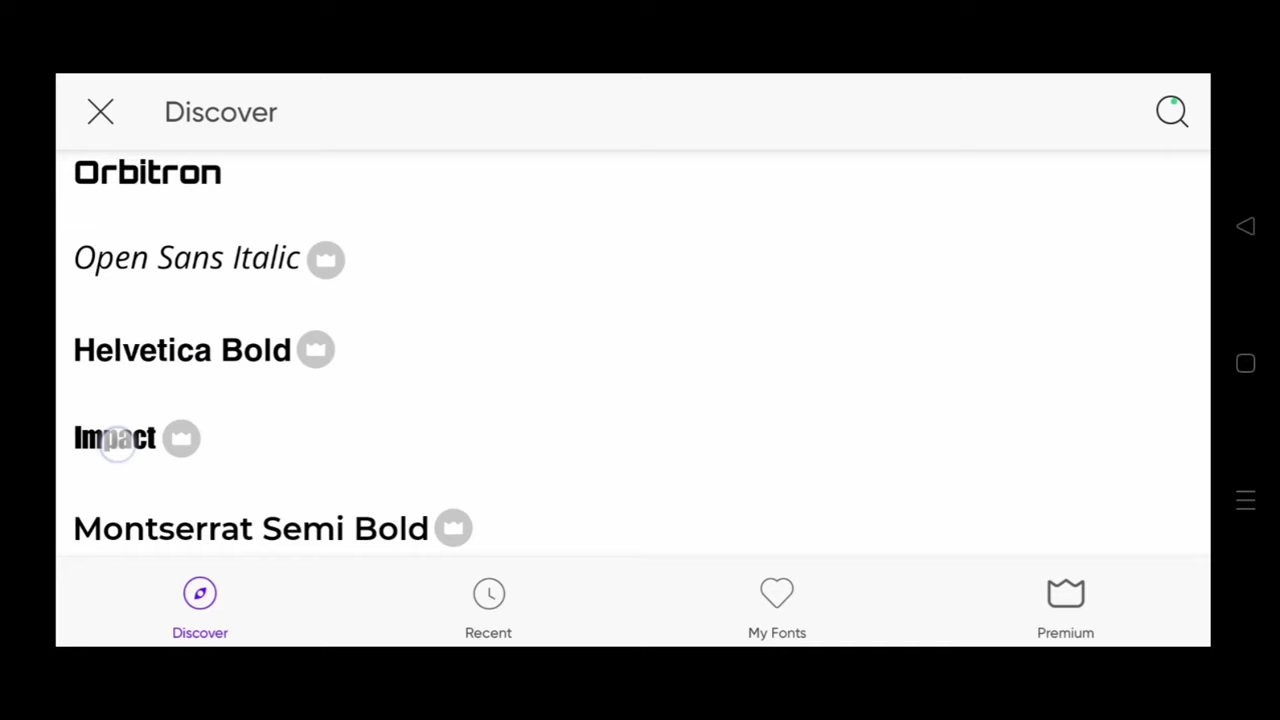 Discover
Orbitron
Open Sans Italic
Helvetica Bold
Impact
Montserrat Semi Bold
Discover
Recent
My Fonts
Premium